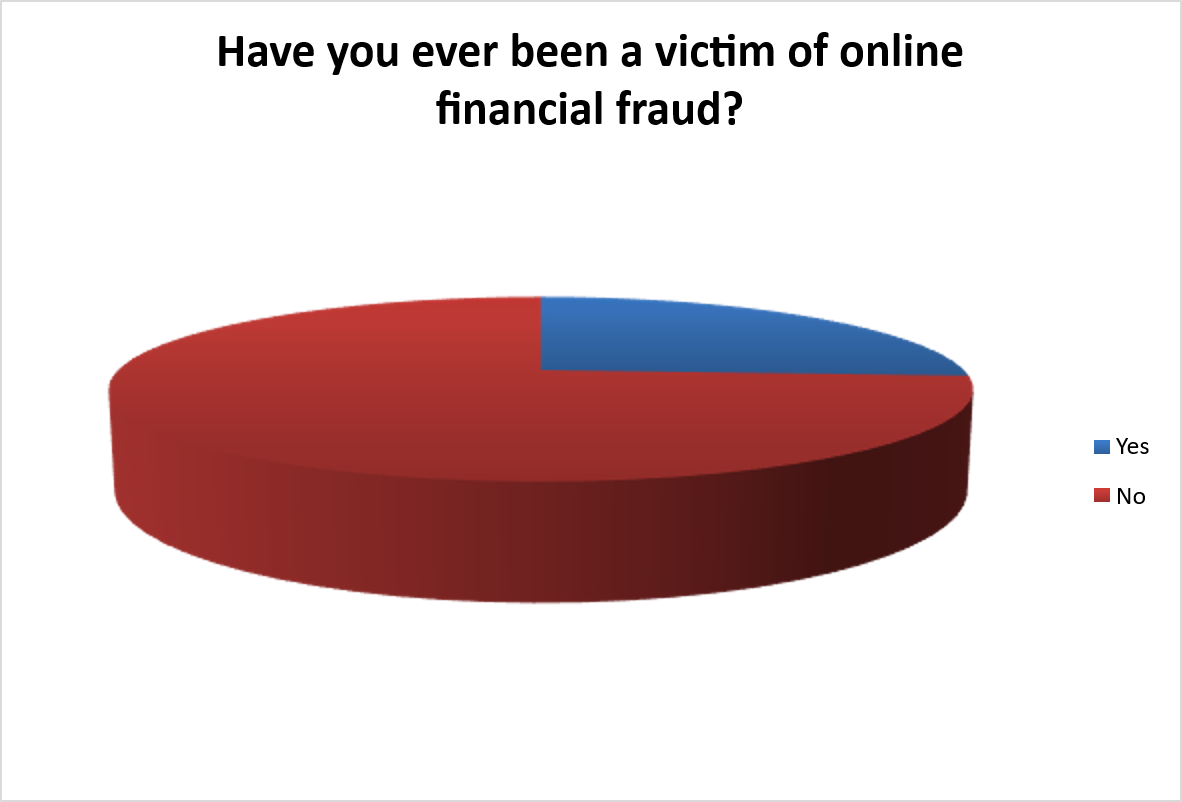 Have you ever been a victim of online
financial fraud?
Yes
No